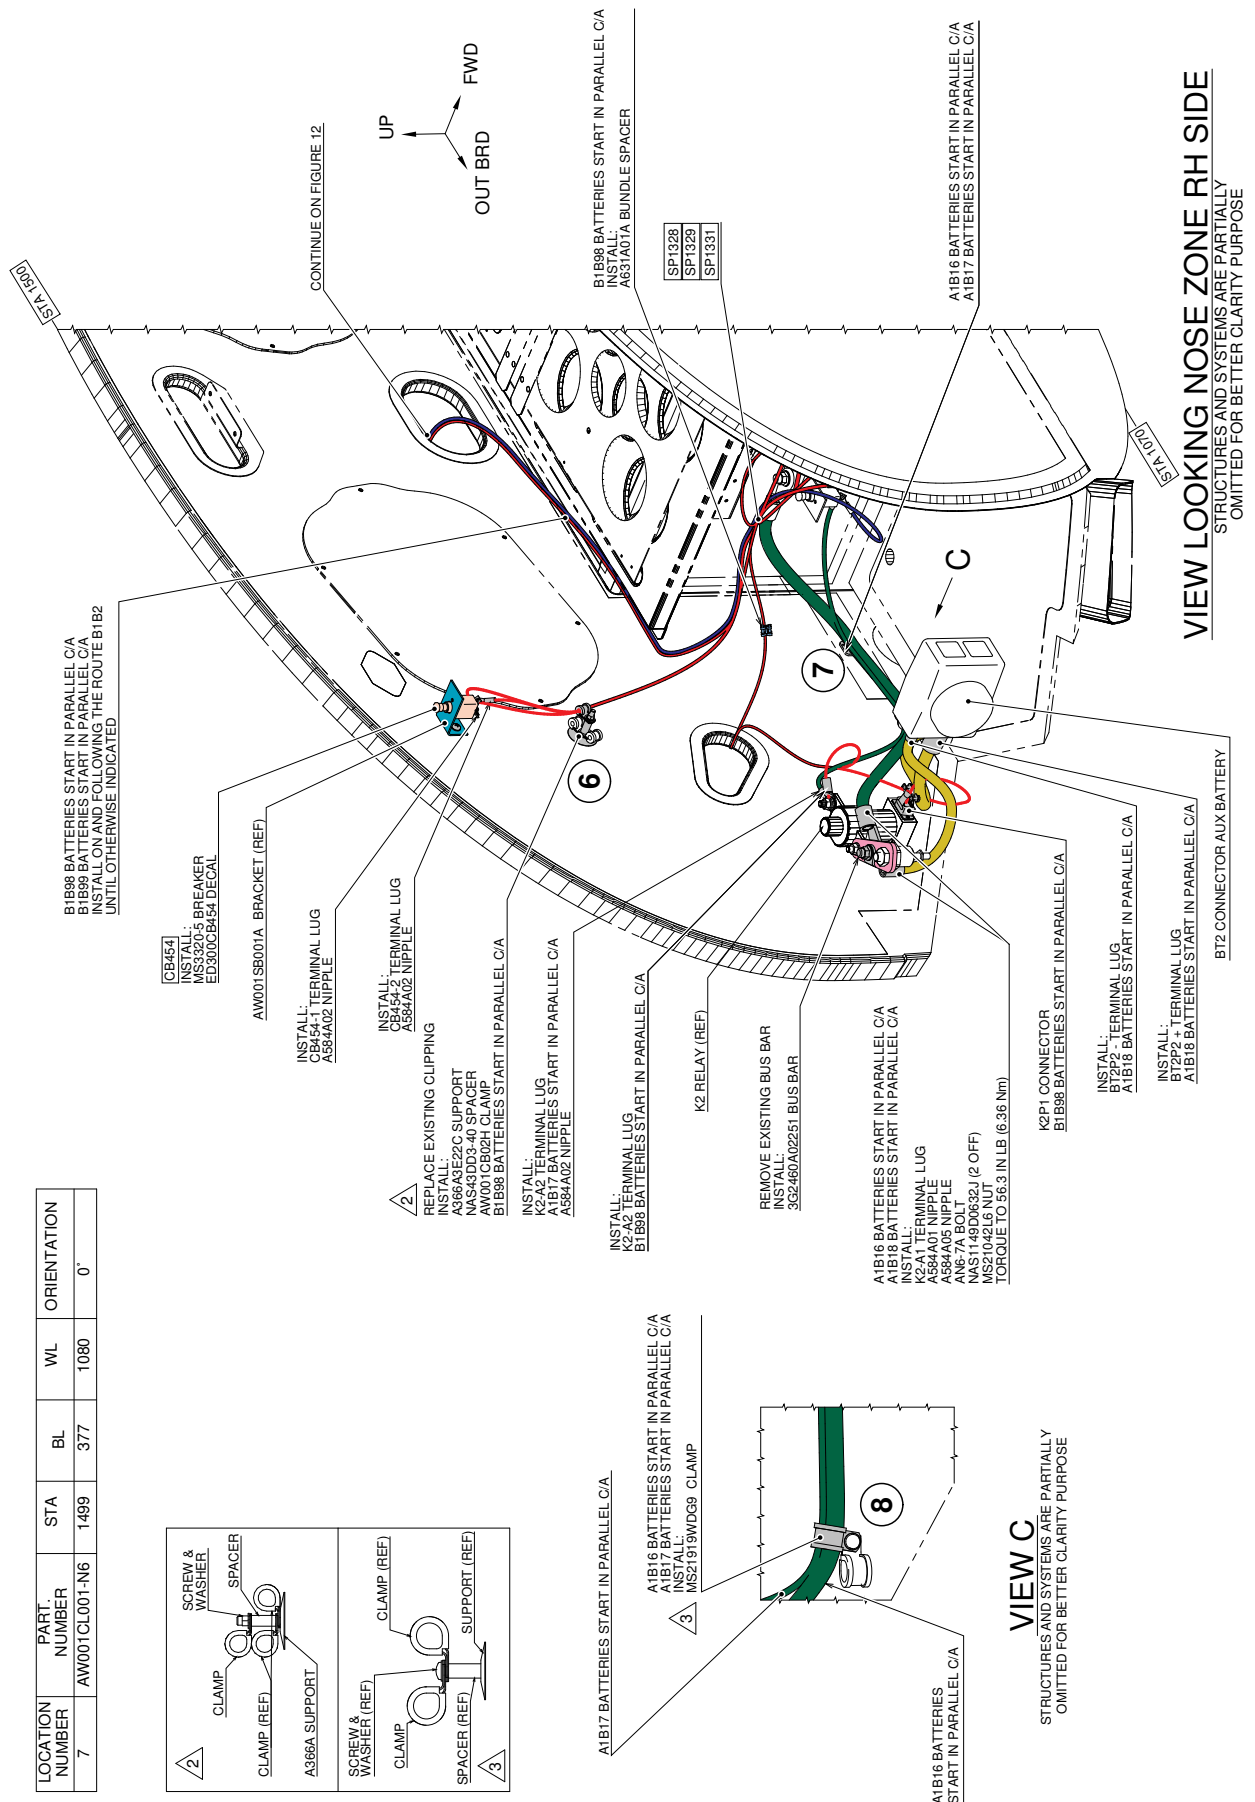 LOCATION NUMBER
PART. NUMBER
STA
BL
WL
ORIENTATION
7
AW001CL001-N6
1499
377
1080
0°
2
CLAMP
SCREW &
WASHER
SPACER
CLAMP (REF)
A366A SUPPORT
SCREW &
WASHER (REF)
CLAMP (REF)
CLAMP
SPACER (REF)
SUPPORT (REF)
3
B1B98 BATTERIES START IN PARALLEL C/A
B1B99 BATTERIES START IN PARALLEL C/A
INSTALL ON AND FOLLOWING THE ROUTE B1B2
UNTIL OTHERWISE INDICATED
CB454
INSTALL:
MS3320-5 BREAKER
ED300CB454 DECAL
AW001SB001A BRACKET (REF)
INSTALL:
CB454-1 TERMINAL LUG
A584A02 NIPPLE
INSTALL:
CB454-2 TERMINAL LUG
A584A02 NIPPLE
2
REPLACE EXISTING CLIPPING
INSTALL:
A366A3E22C SUPPORT
NAS43DD3-40 SPACER
AW001CB02H CLAMP
B1B98 BATTERIES START IN PARALLEL C/A
INSTALL:
K2-A2 TERMINAL LUG
A1B17 BATTERIES START IN PARALLEL C/A
A584A02 NIPPLE
INSTALL:
K2-A2 TERMINAL LUG
B1B98 BATTERIES START IN PARALLEL C/A
K2 RELAY (REF)
REMOVE EXISTING BUS BAR
INSTALL:
3G2460A02251 BUS BAR
A1B16 BATTERIES START IN PARALLEL C/A
A1B18 BATTERIES START IN PARALLEL C/A
INSTALL:
K2-A1 TERMINAL LUG
A584A01 NIPPLE
A584A05 NIPPLE
AN6-7A BOLT
NAS1149D0632J (2 OFF)
MS21042L6 NUT
TORQUE TO 56.3 IN LB (6.36 Nm)
K2P1 CONNECTOR
B1B98 BATTERIES START IN PARALLEL C/A
INSTALL:
BT2P2 - TERMINAL LUG
A1B18 BATTERIES START IN PARALLEL C/A
INSTALL:
BT2P2 + TERMINAL LUG
A1B18 BATTERIES START IN PARALLEL C/A
BT2 CONNECTOR AUX BATTERY
STA 1500
CONTINUE ON FIGURE 12
UP
FWD
OUT BRD
B1B98 BATTERIES START IN PARALLEL C/A
INSTALL:
A631A01A BUNDLE SPACER
SP1328
SP1329
SP1331
A1B16 BATTERIES START IN PARALLEL C/A
A1B17 BATTERIES START IN PARALLEL C/A
STA 1070
6
7
C
VIEW LOOKING NOSE ZONE RH SIDE
STRUCTURES AND SYSTEMS ARE PARTIALLY
OMITTED FOR BETTER CLARITY PURPOSE
A1B17 BATTERIES START IN PARALLEL C/A
3
A1B16 BATTERIES START IN PARALLEL C/A
A1B17 BATTERIES START IN PARALLEL C/A
INSTALL:
MS21919WDG9 CLAMP
8
A1B16 BATTERIES
START IN PARALLEL C/A
VIEW C
STRUCTURES AND SYSTEMS ARE PARTIALLY
OMITTED FOR BETTER CLARITY PURPOSE